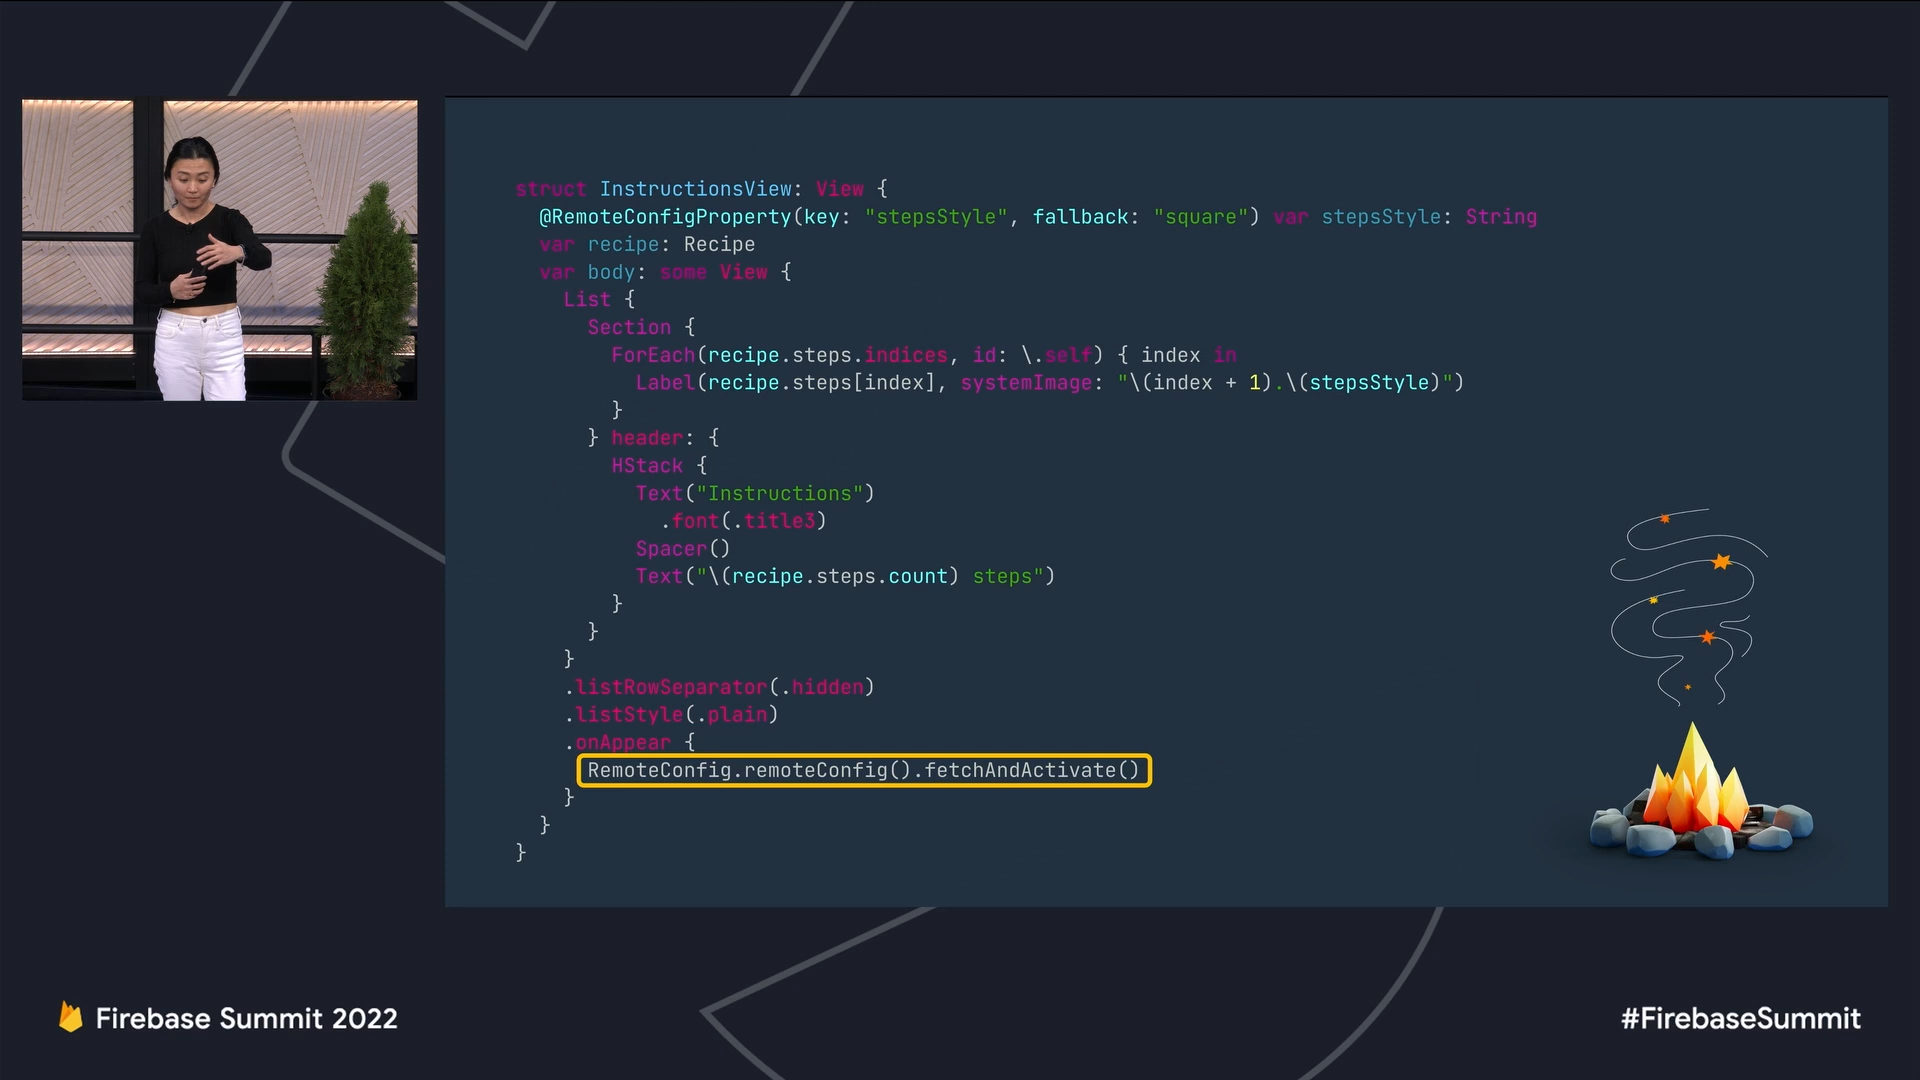 struct InstructionsView: View {
@RemoteConfigProperty(key: "stepsStyle", fallback: "square") var stepsStyle: String
var recipe: Recipe
var body: some View {
List {
Section {
ForEach(recipe.steps.indices, id: \.self) { index in
Label(recipe.steps[index], systemImage: "\(index + 1).\(stepsStyle)")
}
} header: {
HStack {
Text("Instructions")
.font(.title3)
Spacer()
Text("\(recipe.steps.count) steps")
}
}
}
.listRowSeparator(.hidden)
.listStyle(.plain)
.onAppear {
RemoteConfig.remoteConfig().fetchAndActivate()
}
}
}
Firebase Summit 2022
#FirebaseSummit